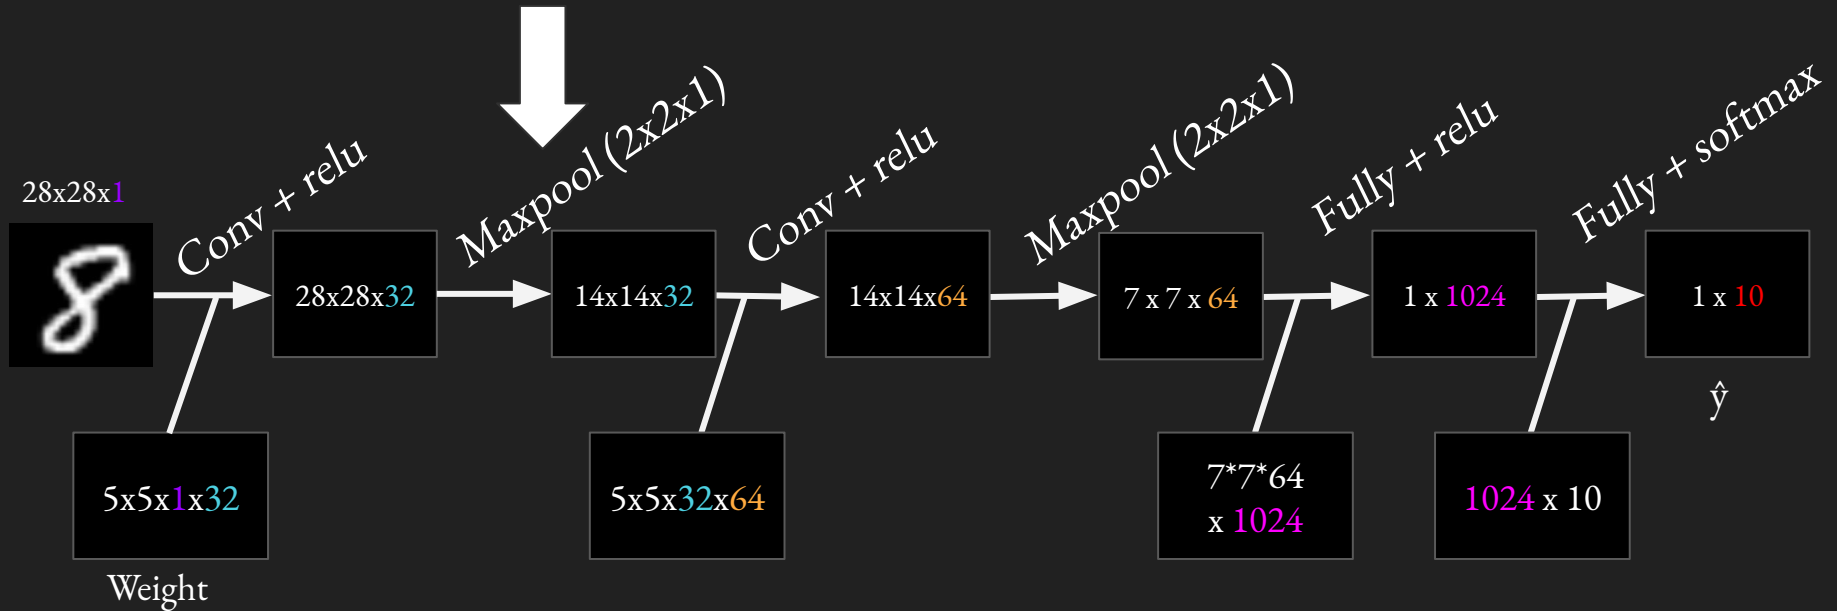 Conv + relu
Maxpool (2x2x1)
Conv + relu
Maxpool (2x2x1)
Fully + relu
Fully + softmax
28x28x1
8
28x28x32
14x14x32
14x14x64
7 x 7 x 64
1 x 1024
1 x 10
ŷ
5x5x1x32
5x5x32x64
7*7*64
x 1024
1024 x 10
Weight